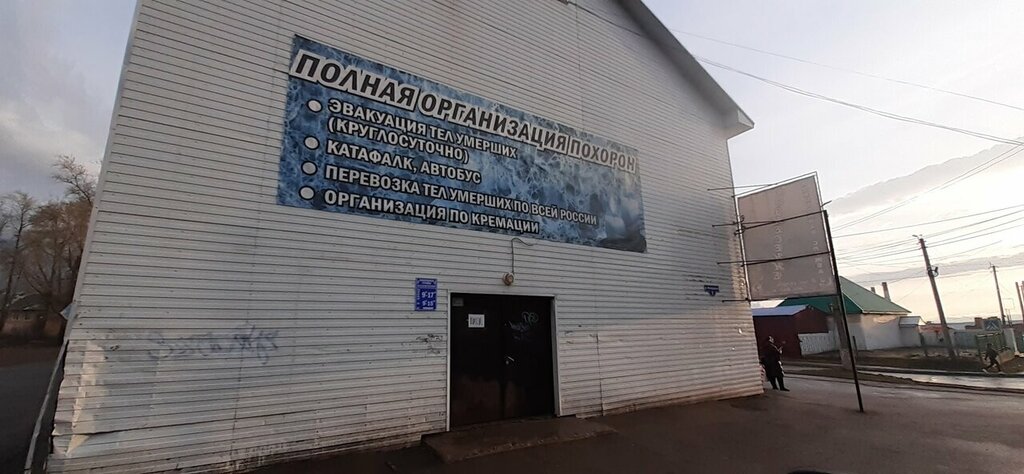 ПОЛНАЯ ОРГАНИЗАЦИЯ ПОХОРОН
ЭВАКУАЦИЯ ТЕЛ УМЕРШИХ
(КРУГЛОСУТОЧНО)
КАТАФАЛК, АВТОБУС
ПЕРЕВОЗКА ТЕЛ УМЕРШИХ ПО ВСЕЙ РОССИИ
ОРГАНИЗАЦИЯ ПО КРЕМАЦИИ